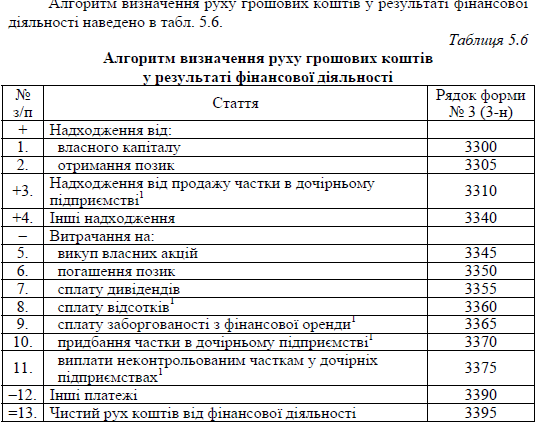 Алгоритм визначення руху грошових коштів у результаті фінансової
діяльності наведено в табл. 5.6.
Таблиця 5.6
Алгоритм визначення руху грошових коштів
у результаті фінансової діяльності
№ з/п Стаття Рядок форми № 3 (3-н)
+ Надходження від:
1. власного капіталу 3300
2. отримання позик 3305
+3. Надходження від продажу частки в дочірньому
підприємстві¹ 3310
+4. Інші надходження 3340
– Витрачання на:
5. викуп власних акцій 3345
6. погашення позик 3350
7. сплату дивідендів 3355
8. сплату відсотків¹ 3360
9. сплату заборгованості з фінансової оренди¹ 3365
10. придбання частки в дочірньому підприємстві¹ 3370
11. виплати неконтрольованим часткам у дочірніх
підприємствах¹ 3375
–12. Інші платежі 3390
=13. Чистий рух коштів від фінансової діяльності 3395